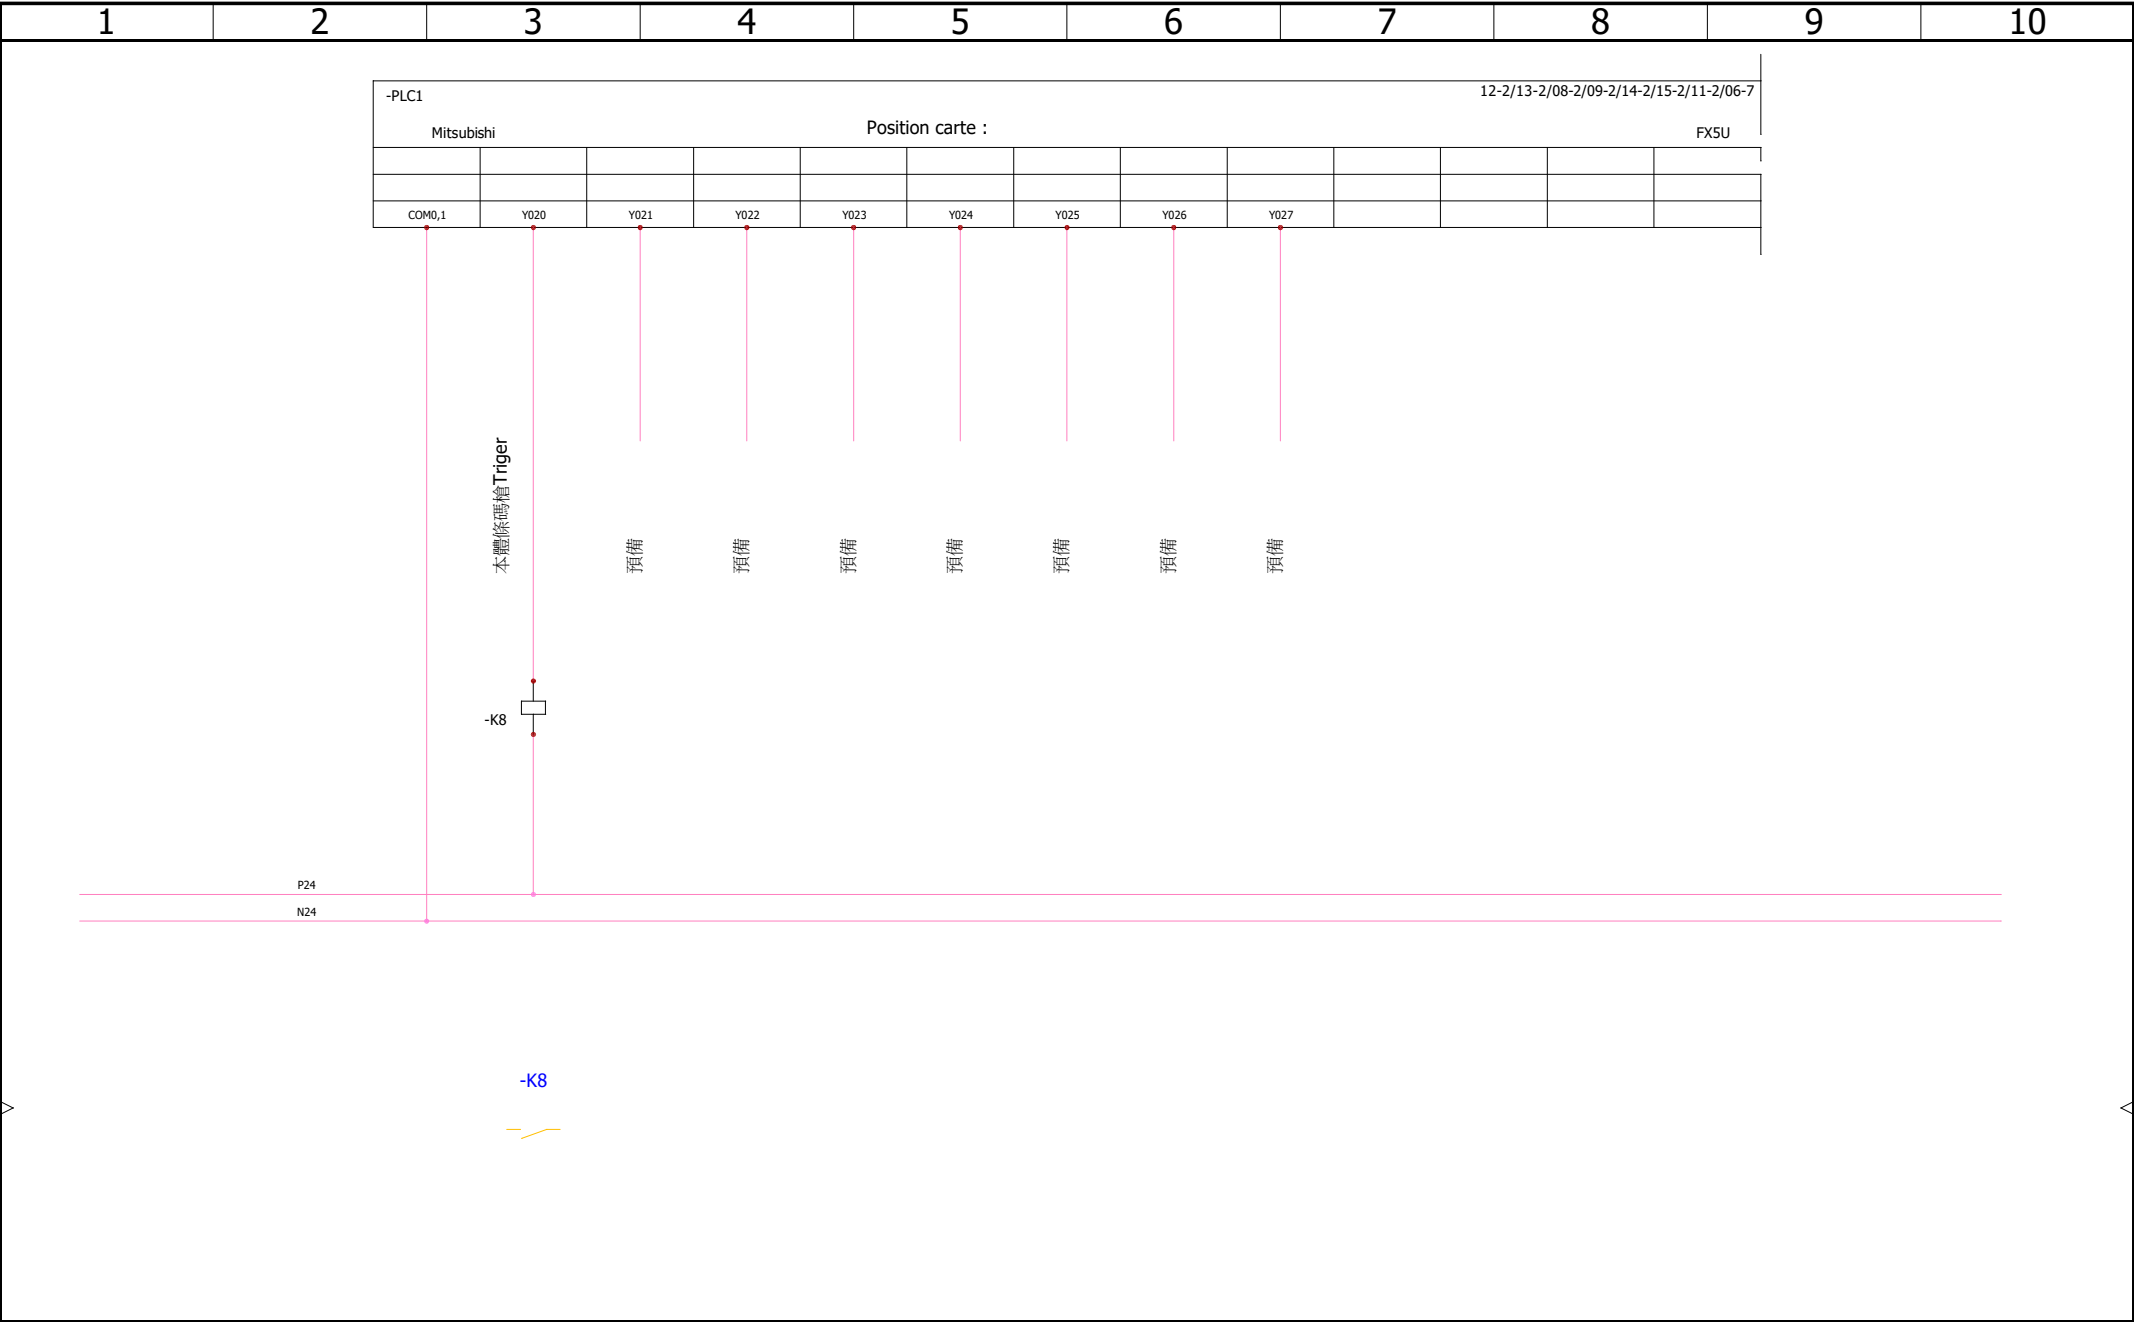 1 2 3 4 5 6 7 8 9 10
-PLC1
12-2/13-2/08-2/09-2/14-2/15-2/11-2/06-7
Mitsubishi
Position carte :
FX5U
COM0,1 Y020 Y021 Y022 Y023 Y024 Y025 Y026 Y027
本體條碼槍Triger
預備
預備
預備
預備
預備
預備
預備
-K8
P24
N24
-K8